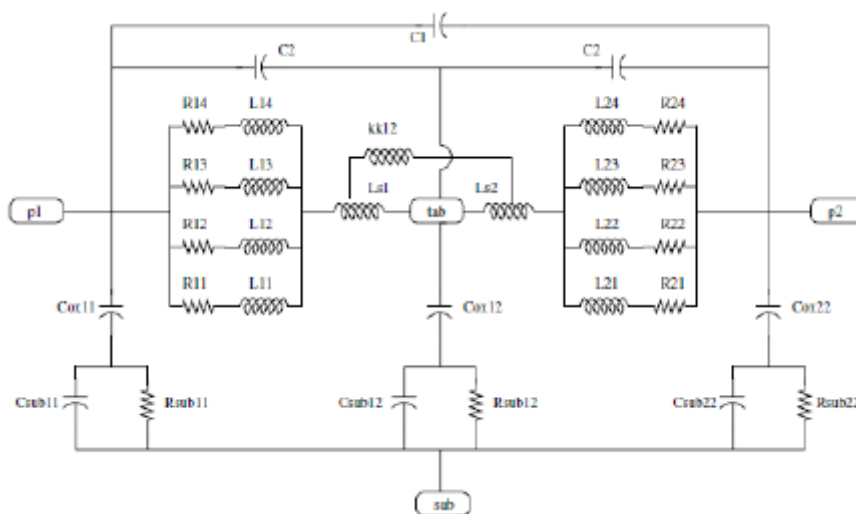 C1
C2 C2
R14 L14 L24 R24
kk12
R13 L13 L23 R23
Ls1 Ls2
p1 tab p2
R12 L12 L22 R22
R11 L11 L21 R21
Cox11 Cox12 Cox22
Csub11 Rsub11 Csub12 Rsub12 Csub22 Rsub22
sub